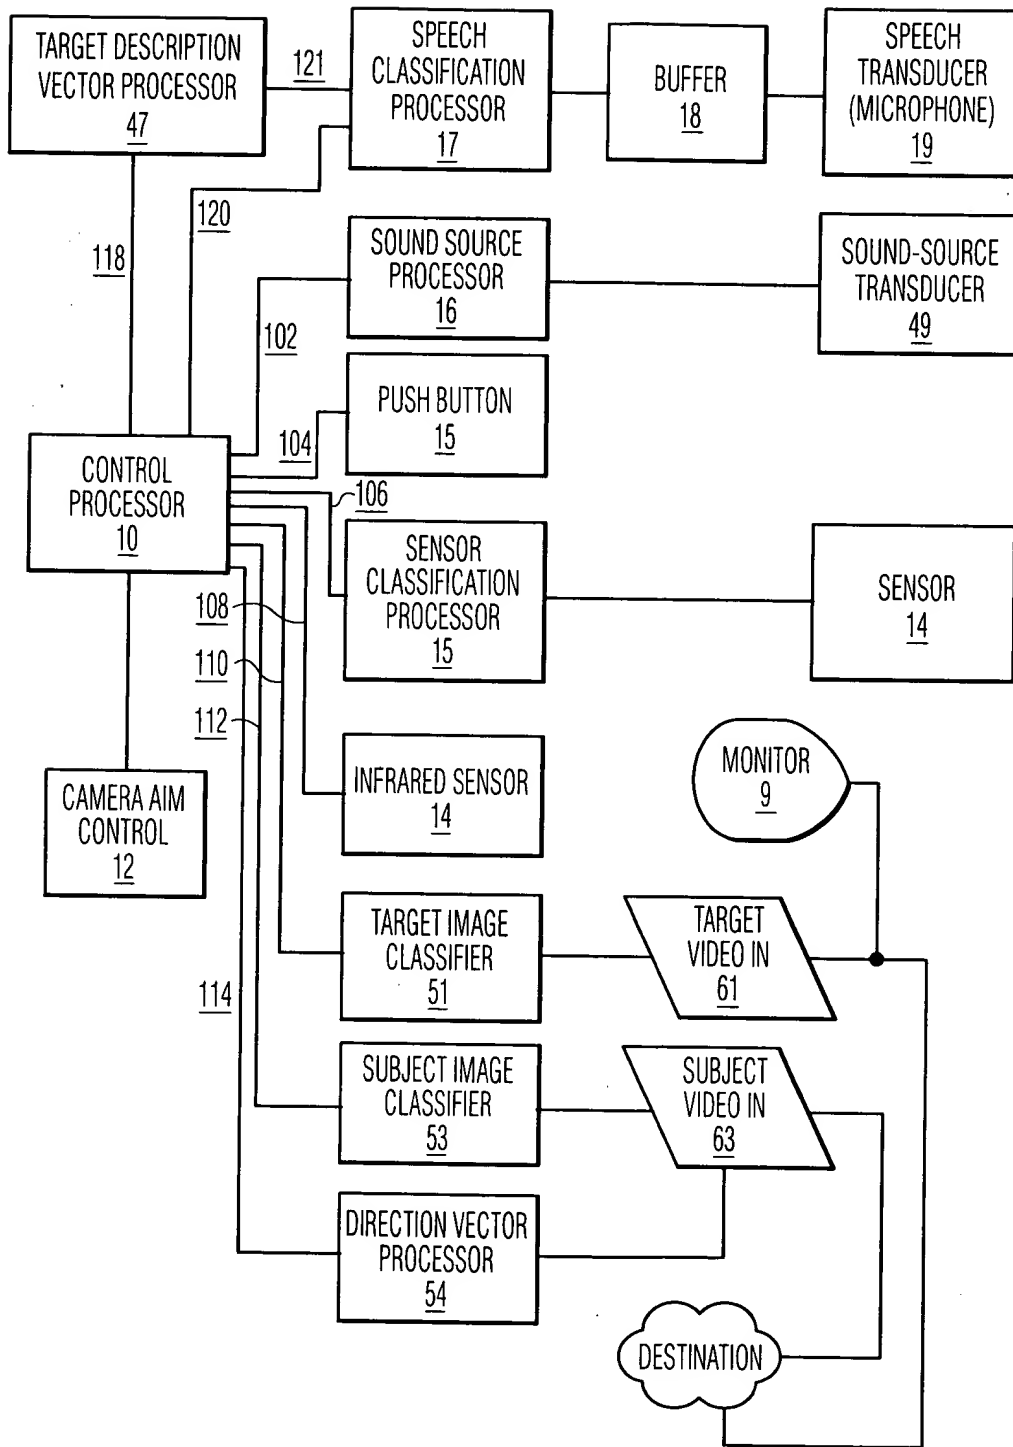 TARGET DESCRIPTION
VECTOR PROCESSOR
47
121
SPEECH
CLASSIFICATION
PROCESSOR
17
BUFFER
18
SPEECH
TRANSDUCER
(MICROPHONE)
19
118
120
SOUND SOURCE
PROCESSOR
16
SOUND-SOURCE
TRANSDUCER
49
102
PUSH BUTTON
15
104
CONTROL
PROCESSOR
10
106
SENSOR
CLASSIFICATION
PROCESSOR
15
SENSOR
14
108
110
112
INFRARED SENSOR
14
MONITOR
9
CAMERA AIM
CONTROL
12
TARGET IMAGE
CLASSIFIER
51
TARGET
VIDEO IN
61
114
SUBJECT IMAGE
CLASSIFIER
53
SUBJECT
VIDEO IN
63
DIRECTION VECTOR
PROCESSOR
54
DESTINATION